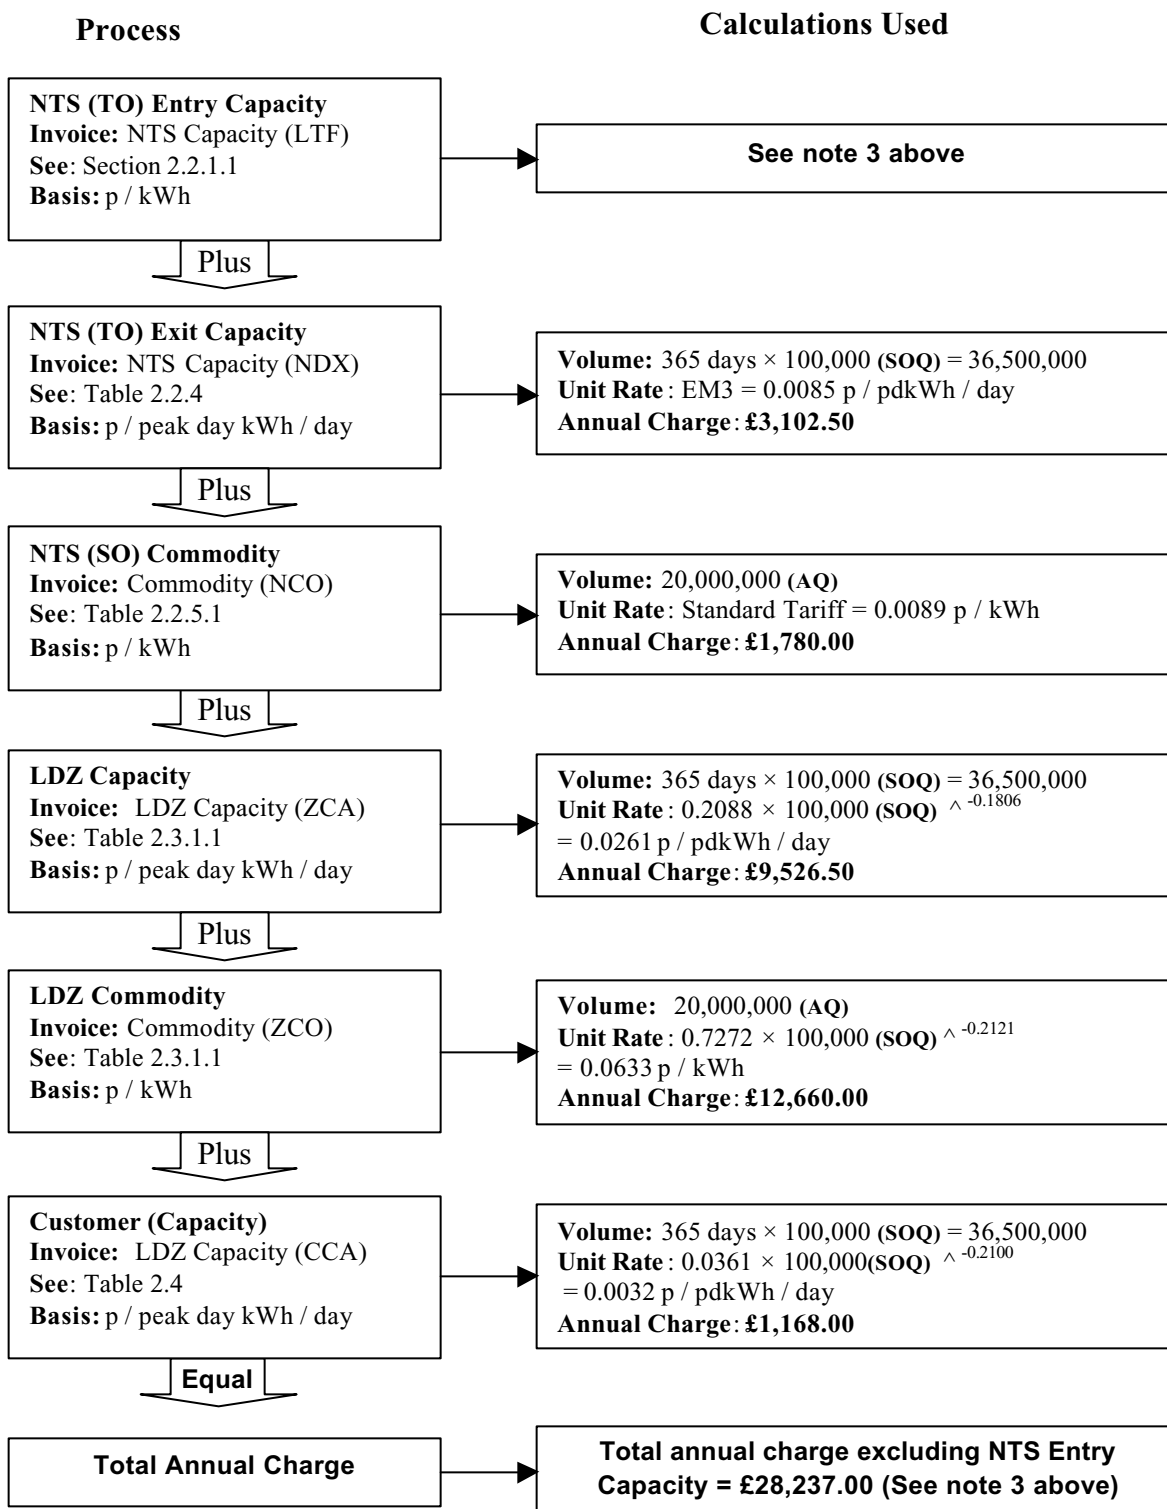 Process
Calculations Used
NTS (TO) Entry Capacity
Invoice: NTS Capacity (LTF)
See: Section 2.2.1.1
Basis: p / kWh
See note 3 above
Plus
NTS (TO) Exit Capacity
Invoice: NTS Capacity (NDX)
See: Table 2.2.4
Basis: p / peak day kWh / day
Volume: 365 days × 100,000 (SOQ) = 36,500,000
Unit Rate : EM3 = 0.0085 p / pdkWh / day
Annual Charge: £3,102.50
Plus
NTS (SO) Commodity
Invoice: Commodity (NCO)
See: Table 2.2.5.1
Basis: p / kWh
Volume: 20,000,000 (AQ)
Unit Rate : Standard Tariff = 0.0089 p / kWh
Annual Charge: £1,780.00
Plus
LDZ Capacity
Invoice: LDZ Capacity (ZCA)
See: Table 2.3.1.1
Basis: p / peak day kWh / day
Volume: 365 days × 100,000 (SOQ) = 36,500,000
Unit Rate : 0.2088 × 100,000 (SOQ) ^ -0.1806
= 0.0261 p / pdkWh / day
Annual Charge: £9,526.50
Plus
LDZ Commodity
Invoice: Commodity (ZCO)
See: Table 2.3.1.1
Basis: p / kWh
Volume: 20,000,000 (AQ)
Unit Rate : 0.7272 × 100,000 (SOQ) ^ -0.2121
= 0.0633 p / kWh
Annual Charge: £12,660.00
Plus
Customer (Capacity)
Invoice: LDZ Capacity (CCA)
See: Table 2.4
Basis: p / peak day kWh / day
Volume: 365 days × 100,000 (SOQ) = 36,500,000
Unit Rate : 0.0361 × 100,000(SOQ) ^ -0.2100
= 0.0032 p / pdkWh / day
Annual Charge: £1,168.00
Equal
Total Annual Charge
Total annual charge excluding NTS Entry
Capacity = £28,237.00 (See note 3 above)